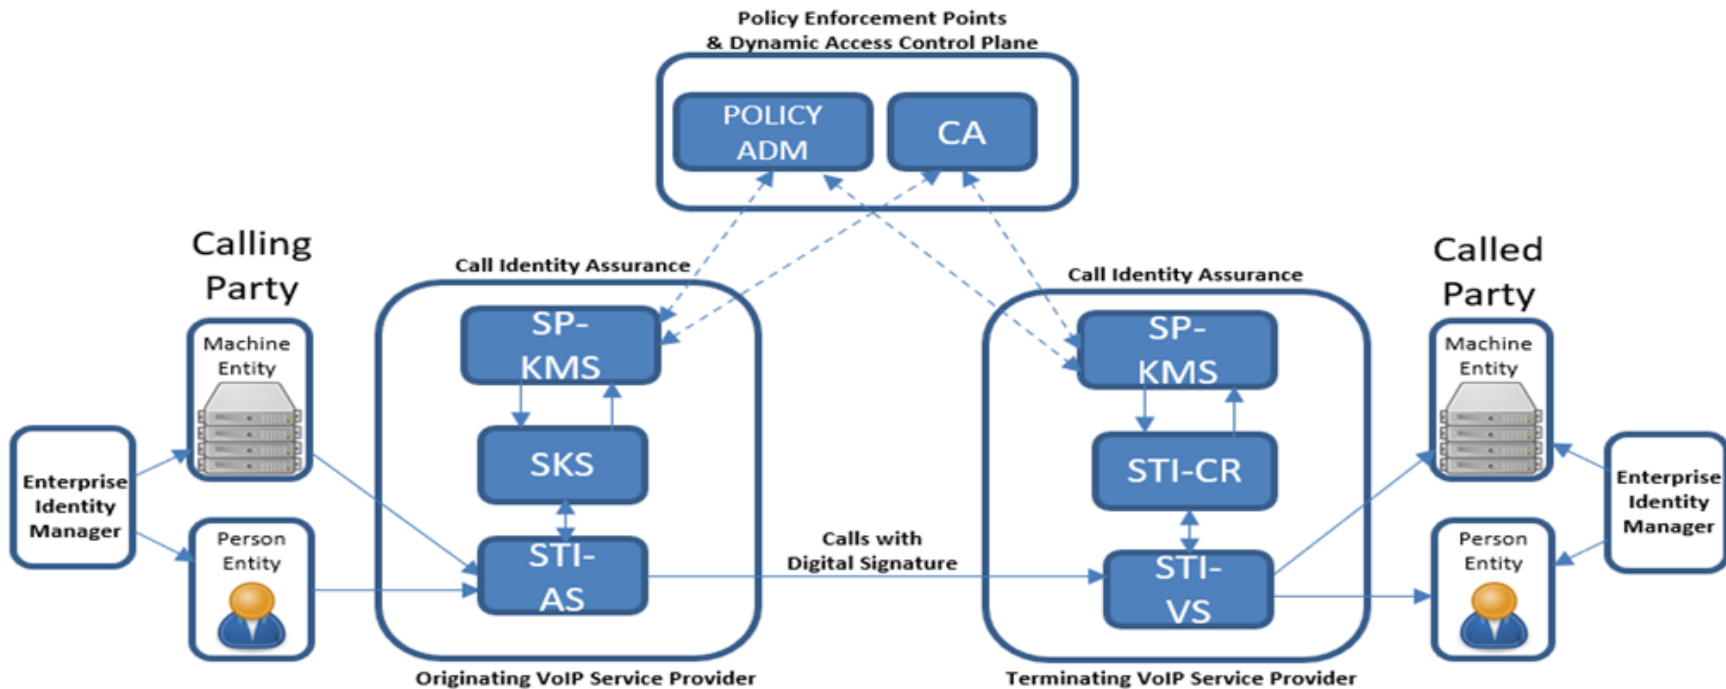 Policy Enforcement Points
& Dynamic Access Control Plane
POLICY
ADM
CA
Calling
Party
Called
Party
Call Identity Assurance
Call Identity Assurance
Machine
Entity
SP-
KMS
SP-
KMS
Machine
Entity
Enterprise
Identity
Manager
SKS
STI-CR
Enterprise
Identity
Manager
Person
Entity
STI-
AS
Calls with
Digital Signature
STI-
VS
Person
Entity
Originating VoIP Service Provider
Terminating VoIP Service Provider